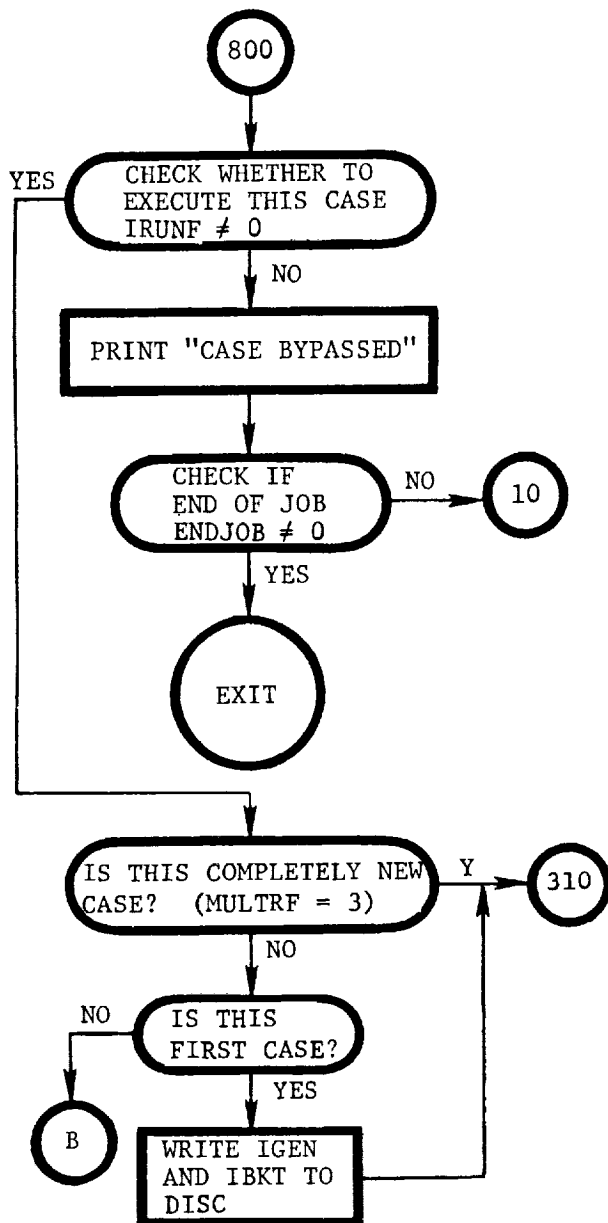 800
YES
CHECK WHETHER TO
EXECUTE THIS CASE
IRUNF ≠ 0
NO
PRINT "CASE BYPASSED"
CHECK IF
END OF JOB
ENDJOB ≠ 0
NO
10
YES
EXIT
IS THIS COMPLETELY NEW
CASE? (MULTRF = 3)
Y
310
NO
NO
IS THIS
FIRST CASE?
YES
B
WRITE IGEN
AND IBKT TO
DISC